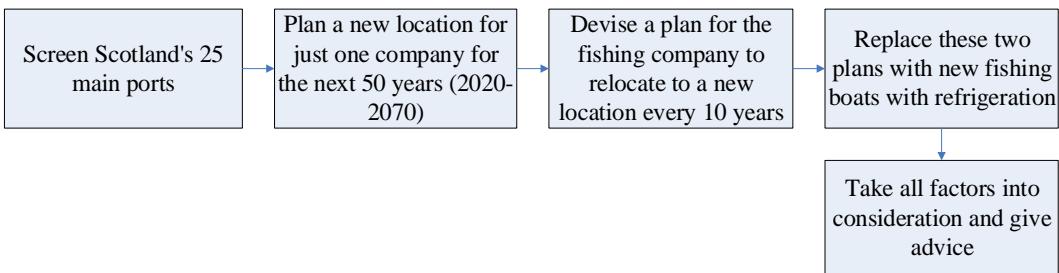 Screen Scotland's 25
main ports
Plan a new location for
just one company for
the next 50 years (2020-
2070)
Devise a plan for the
fishing company to
relocate to a new
location every 10 years
Replace these two
plans with new fishing
boats with refrigeration
Take all factors into
consideration and give
advice